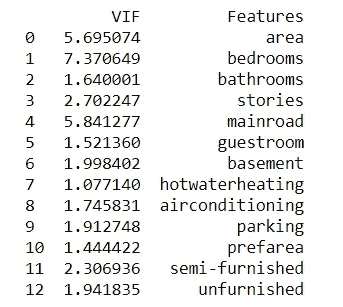 VIF Features
0 5.695074 area
1 7.370649 bedrooms
2 1.640001 bathrooms
3 2.702247 stories
4 5.841277 mainroad
5 1.521360 guestroom
6 1.998402 basement
7 1.077140 hotwaterheating
8 1.745831 airconditioning
9 1.912748 parking
10 1.444422 prefarea
11 2.306936 semi-furnished
12 1.941835 unfurnished